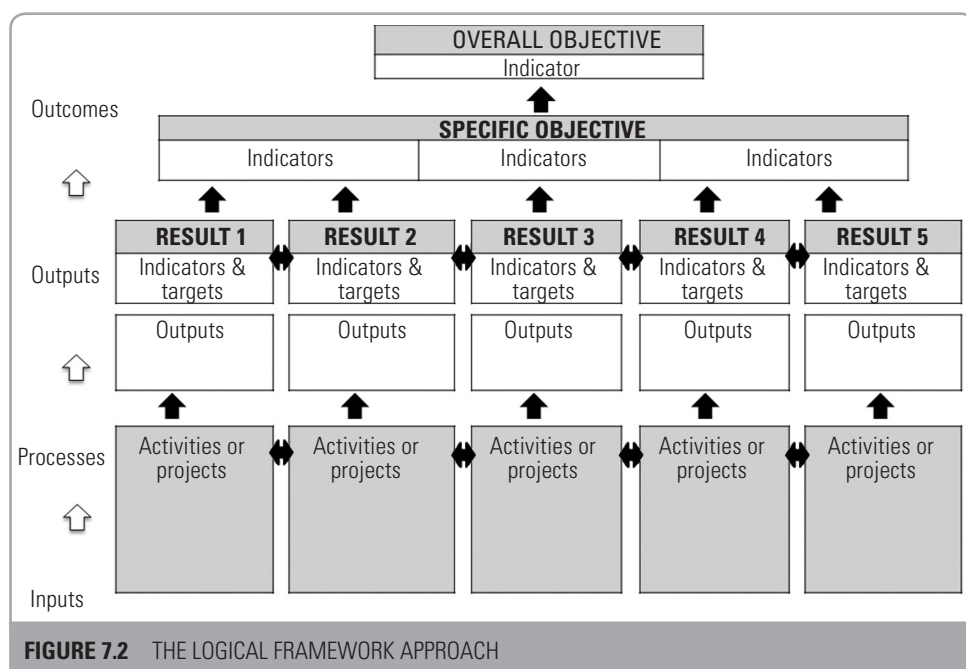 OVERALL OBJECTIVE
Indicator
Outcomes
SPECIFIC OBJECTIVE
Indicators Indicators Indicators
RESULT 1 RESULT 2 RESULT 3 RESULT 4 RESULT 5
Outputs
Indicators & Indicators & Indicators & Indicators & Indicators &
targets targets targets targets targets
Outputs Outputs Outputs Outputs Outputs
Processes
Activities or Activities or Activities or Activities or Activities or
projects projects projects projects projects
Inputs
FIGURE 7.2 THE LOGICAL FRAMEWORK APPROACH